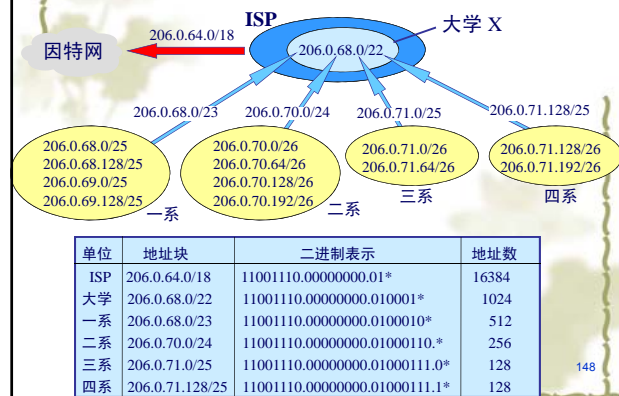 ISP
大学 X
206.0.64.0/18
因特网
206.0.68.0/22
206.0.68.0/23
206.0.70.0/24
206.0.71.0/25
206.0.71.128/25
206.0.68.0/25
206.0.68.128/25
206.0.69.0/25
206.0.69.128/25
一系
206.0.70.0/26
206.0.70.64/26
206.0.70.128/26
206.0.70.192/26
二系
206.0.71.0/26
206.0.71.64/26
三系
206.0.71.128/26
206.0.71.192/26
四系
单位 地址块 二进制表示 地址数
ISP 206.0.64.0/18 11001110.00000000.01* 16384
大学 206.0.68.0/22 11001110.00000000.010001* 1024
一系 206.0.68.0/23 11001110.00000000.0100010* 512
二系 206.0.70.0/24 11001110.00000000.01000110.* 256
三系 206.0.71.0/25 11001110.00000000.01000111.0* 128
四系 206.0.71.128/25 11001110.00000000.01000111.1* 128
148